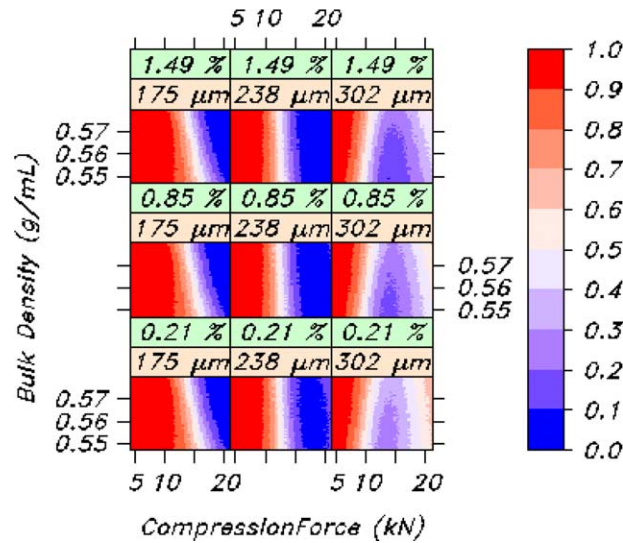 5 10 20
1.49 % 1.49 % 1.49 %
175 µm 238 µm 302 µm
0.57
0.56
0.55
0.85 % 0.85 % 0.85 %
175 µm 238 µm 302 µm
0.57
0.56
0.55
0.21 % 0.21 % 0.21 %
175 µm 238 µm 302 µm
0.57
0.56
0.55
5 10 20 5 10 20
Bulk Density (g/mL)
CompressionForce (kN)
1.0
0.9
0.8
0.7
0.6
0.5
0.4
0.3
0.2
0.1
0.0